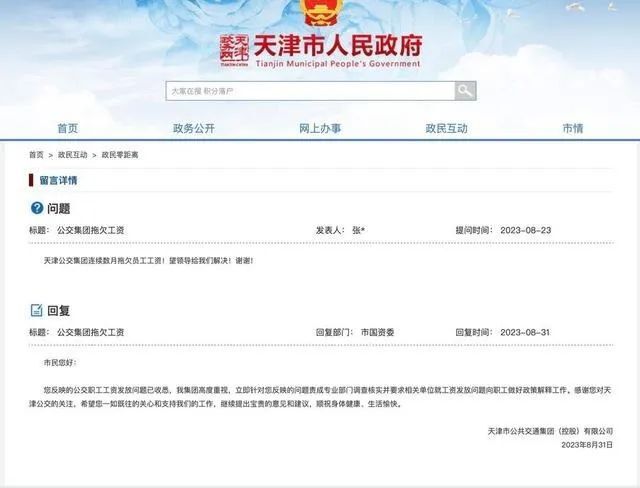 天津
政务网
天津市人民政府
Tianjin Municipal People's Government
大家在搜 积分落户
首页
政务公开
网上办事
政民互动
市情
首页 > 政民互动 > 政民零距离
留言详情
问题
标题： 公交集团拖欠工资
发表人： 张*
提问时间： 2023-08-23
天津公交集团连续数月拖欠员工工资！望领导给我们解决！谢谢！
回复
标题： 公交集团拖欠工资
回复部门： 市国资委
回复时间： 2023-08-31
市民您好：
您反映的公交职工工资发放问题已收悉，我集团高度重视，立即针对您反映的问题责成专业部门调查核实并要求相关单位就工资发放问题向职工做好政策解释工作。感谢您对天
津公交的关注，希望您一如既往的关心和支持我们的工作，继续提出宝贵的意见和建议，顺祝身体健康、生活愉快。
天津市公共交通集团（控股）有限公司
2023年8月31日